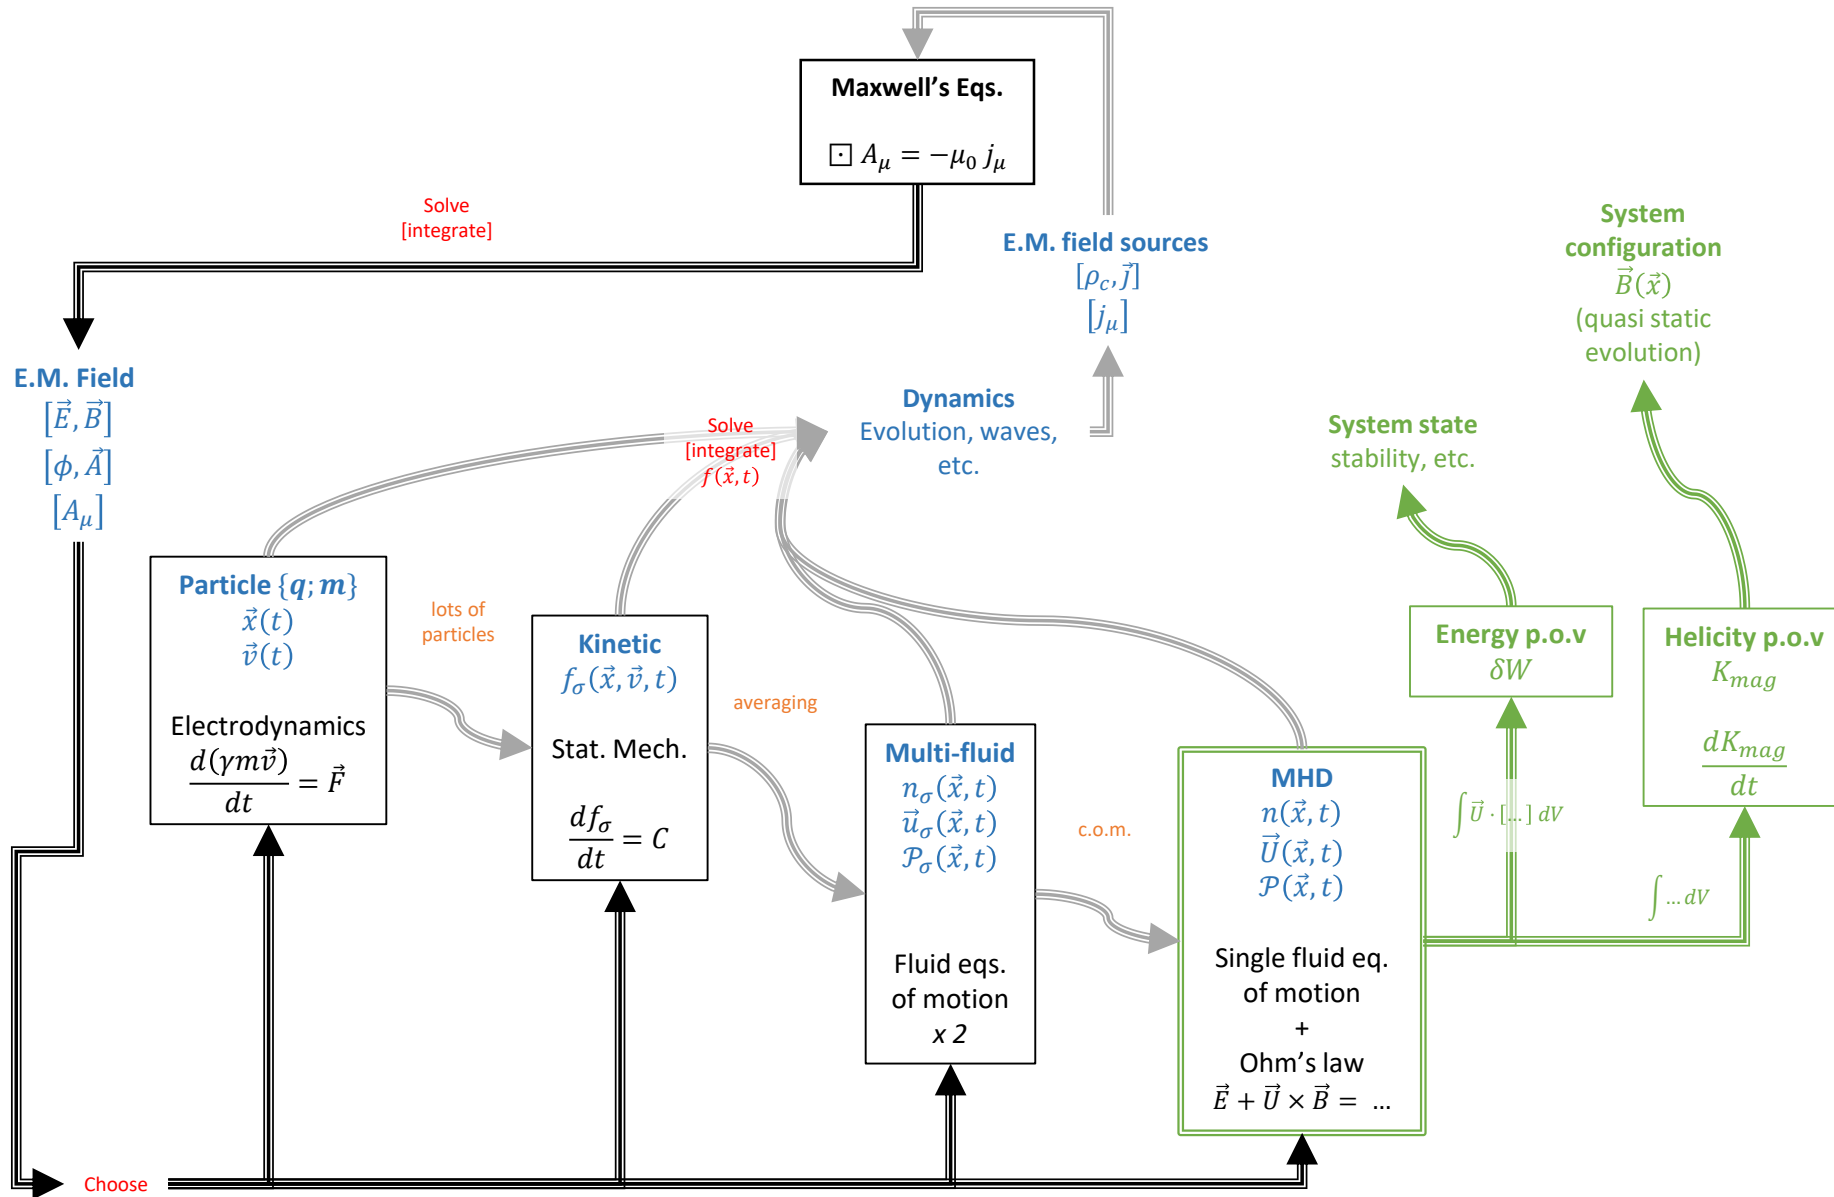 Maxwell's Eqs.
⊡ A_μ = −μ₀ j_μ
Solve
[integrate]
E.M. field sources
[ρ_c, j⃗]
[j_μ]
System
configuration
B⃗(x⃗)
(quasi static
evolution)
E.M. Field
[E⃗, B⃗]
[ϕ, A⃗]
[A_μ]
Dynamics
Evolution, waves,
etc.
Solve
[integrate]
f(x⃗, t)
System state
stability, etc.
Particle {q; m}
x⃗(t)
v⃗(t)
Electrodynamics
d(γmv⃗)/dt = F⃗
lots of
particles
Kinetic
f_σ(x⃗, v⃗, t)
Stat. Mech.
df_σ/dt = C
averaging
Multi-fluid
n_σ(x⃗, t)
u⃗_σ(x⃗, t)
𝒫_σ(x⃗, t)
Fluid eqs.
of motion
x 2
c.o.m.
MHD
n(x⃗, t)
U⃗(x⃗, t)
𝒫(x⃗, t)
Single fluid eq.
of motion
+
Ohm's law
E⃗ + U⃗ × B⃗ = …
Energy p.o.v
δW
∫ U⃗ · […] dV
Helicity p.o.v
K_mag
dK_mag/dt
∫ … dV
Choose